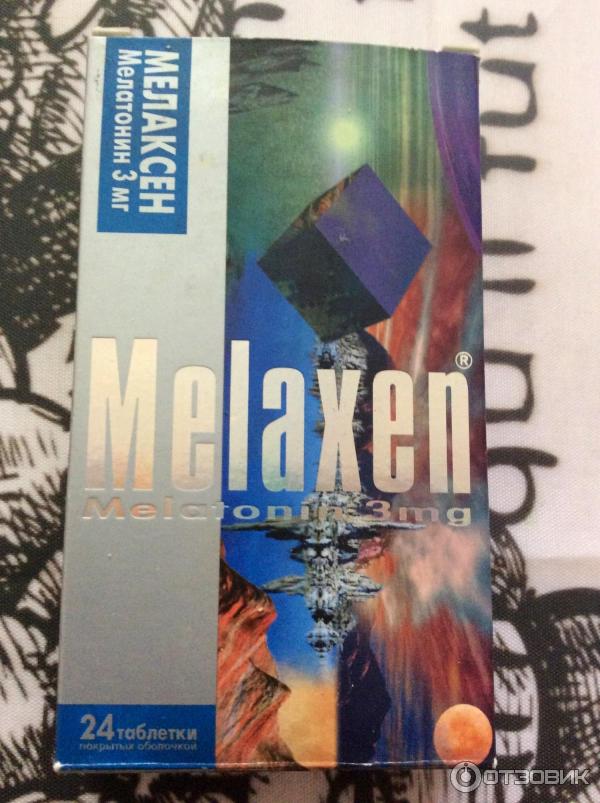 МЕЛАКСЕН
Мелатонин 3 мг
Melaxen®
Melatonin 3mg
24 таблетки
покрытых оболочкой
ОТЗОВИК